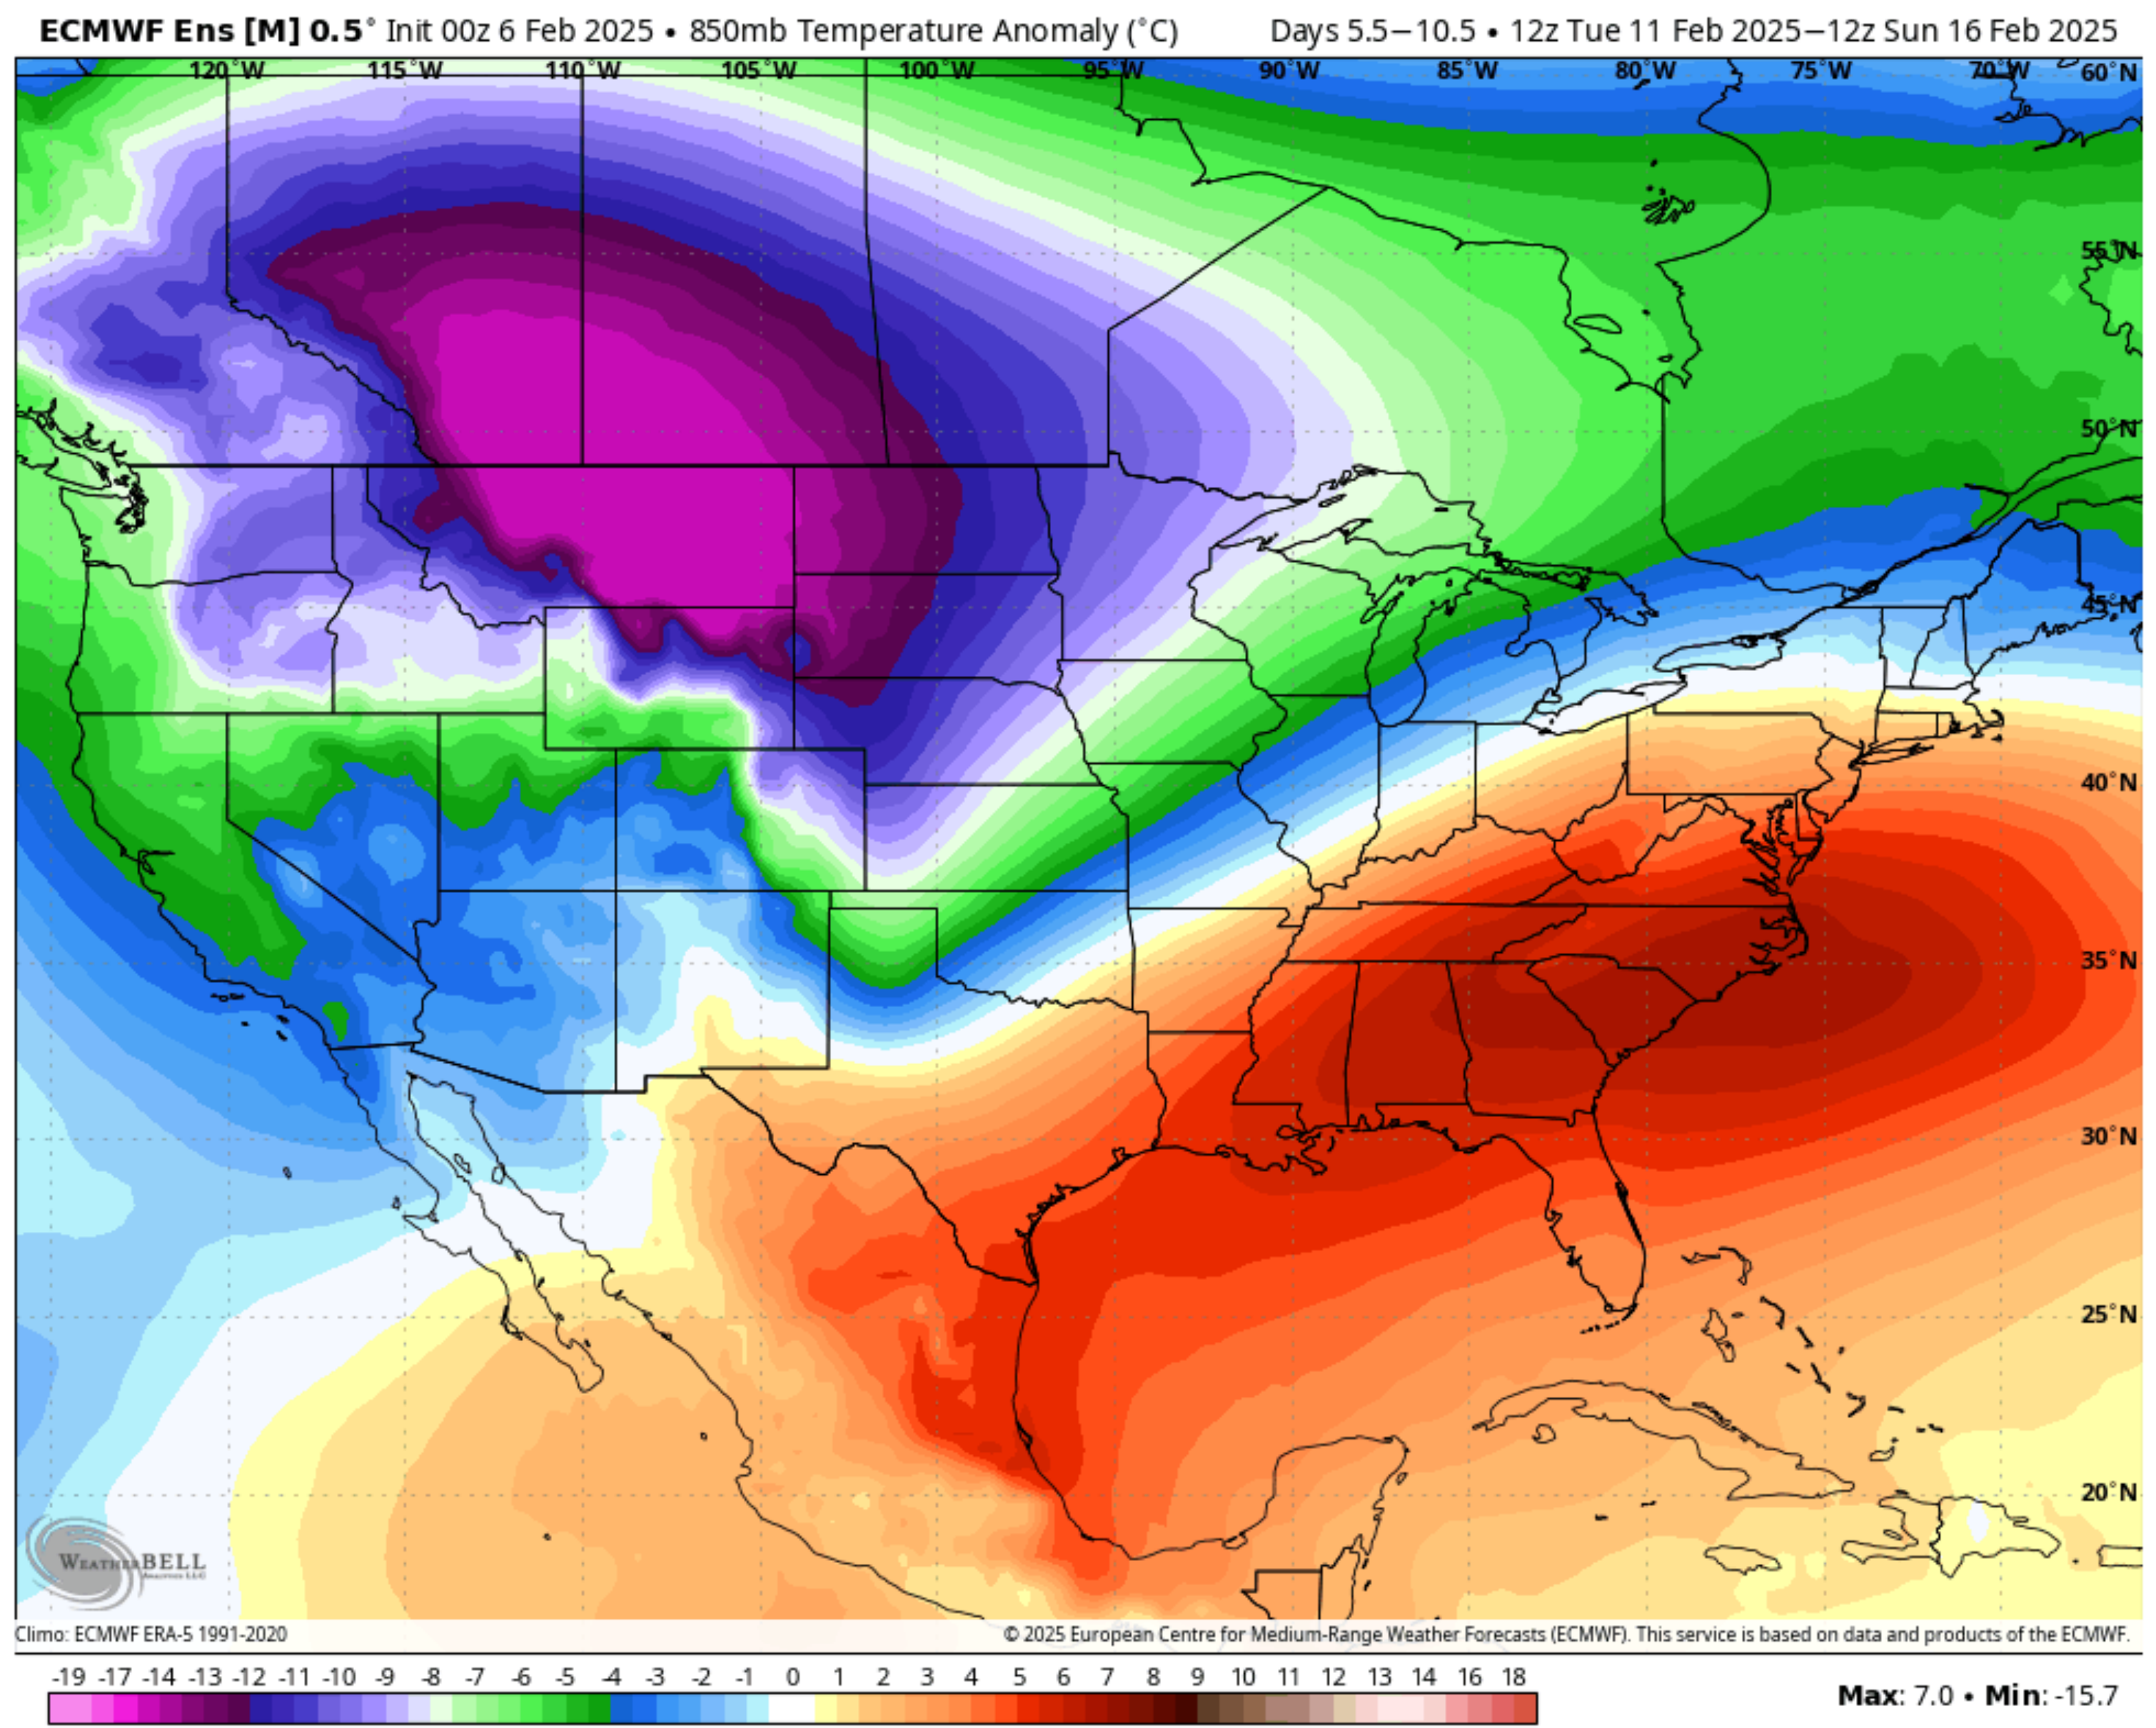 ECMWF Ens [M] 0.5° Init 00z 6 Feb 2025 • 850mb Temperature Anomaly (°C) Days 5.5−10.5 • 12z Tue 11 Feb 2025−12z Sun 16 Feb 2025
120°W 115°W 110°W 105°W 100°W 95°W 90°W 85°W 80°W 75°W 70°W 60°N
55°N
50°N
45°N
40°N
35°N
30°N
25°N
20°N
WEATHERBELL
ANALYTICS LLC
Climo: ECMWF ERA-5 1991-2020 © 2025 European Centre for Medium-Range Weather Forecasts (ECMWF). This service is based on data and products of the ECMWF.
-19 -17 -14 -13 -12 -11 -10 -9 -8 -7 -6 -5 -4 -3 -2 -1 0 1 2 3 4 5 6 7 8 9 10 11 12 13 14 16 18
Max: 7.0 • Min: -15.7